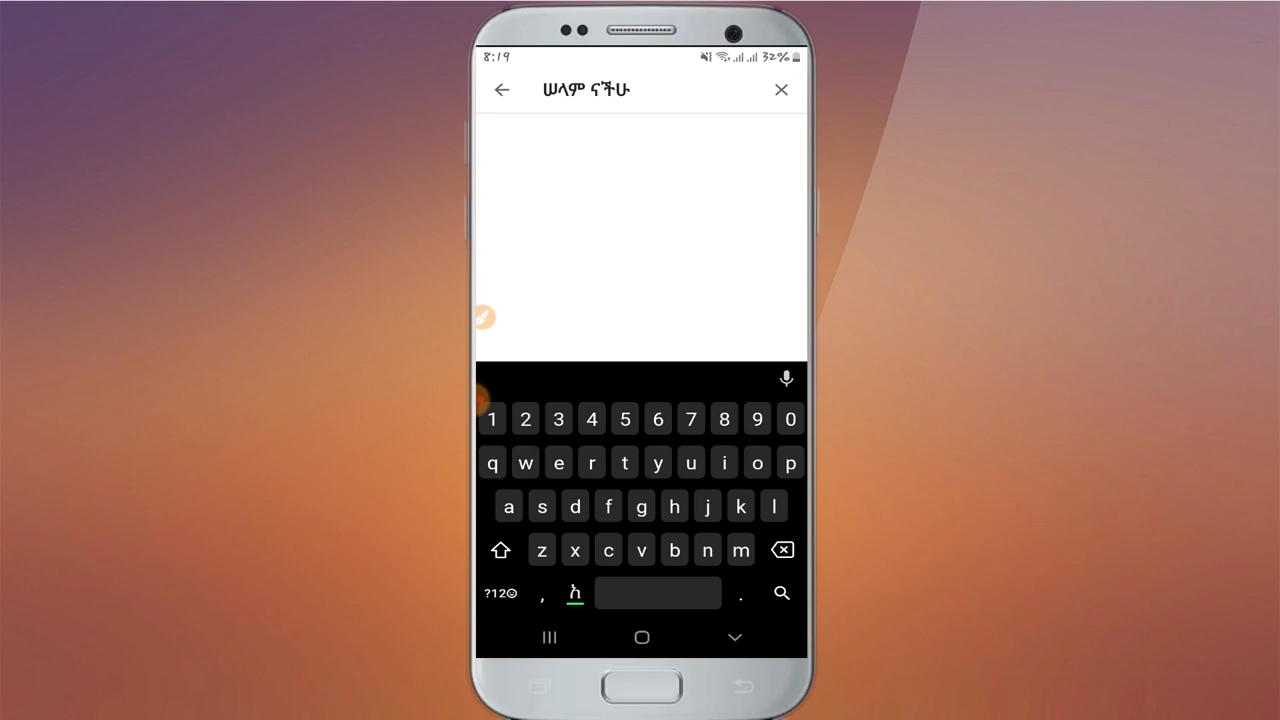 8:19 32%
ሠላም ናችሁ
1 2 3 4 5 6 7 8 9 0
q w e r t y u i o p
a s d f g h j k l
z x c v b n m
?12☺ , አ .